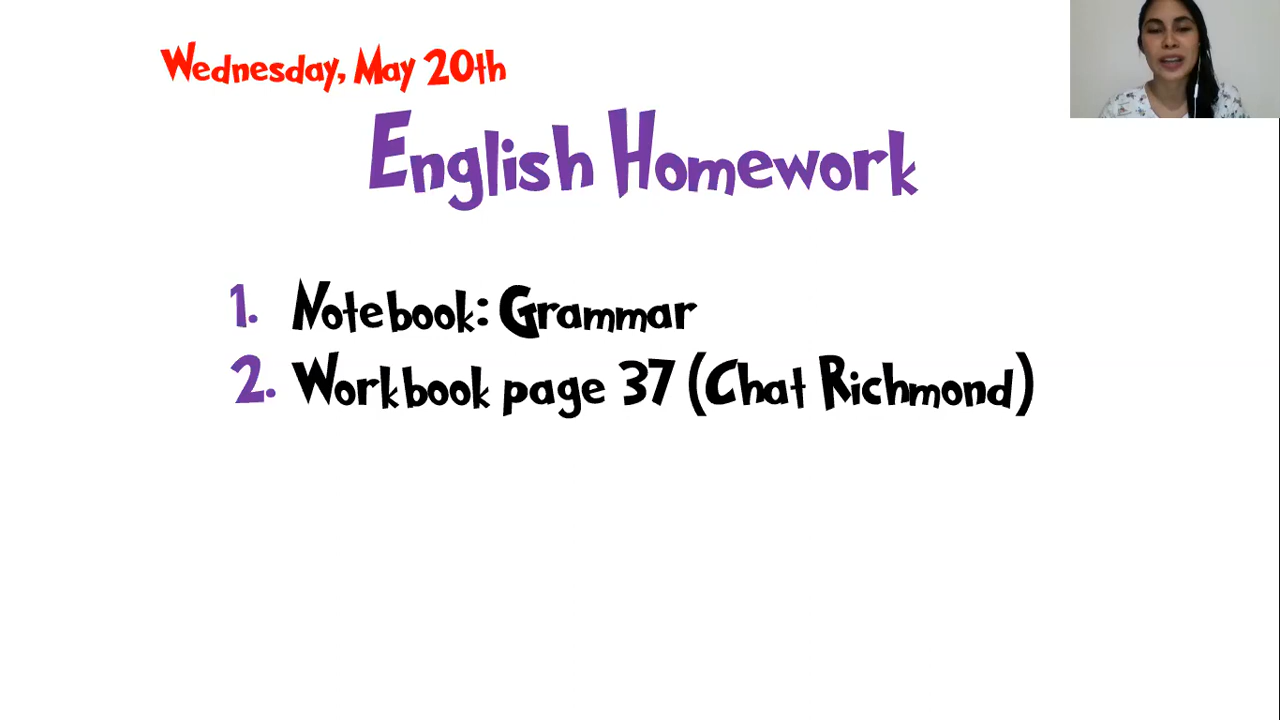 Wednesday, May 20th
English Homework
1. Notebook: Grammar
2. Workbook page 37 (Chat Richmond)